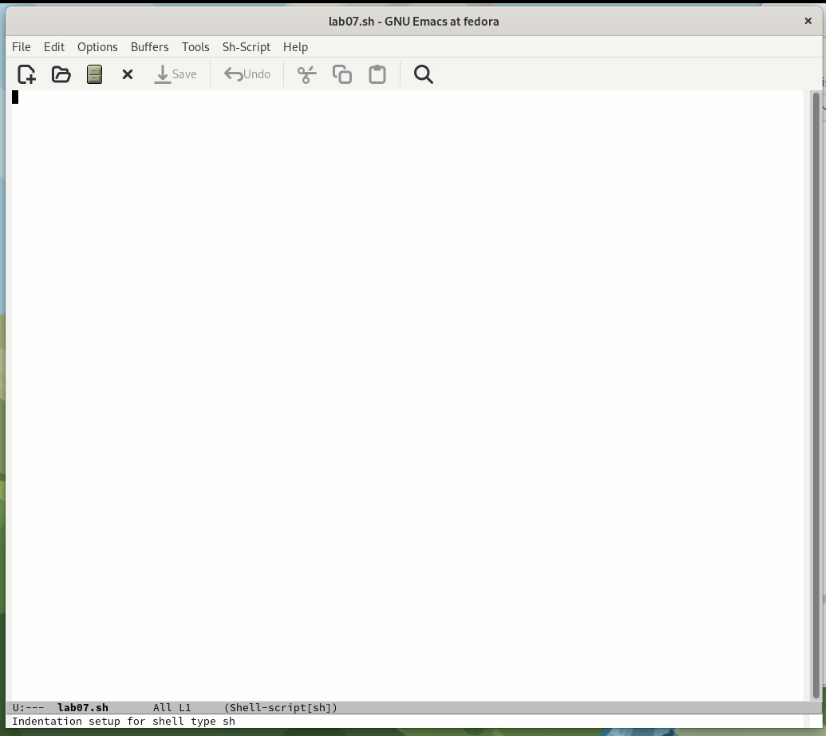 lab07.sh - GNU Emacs at fedora
File Edit Options Buffers Tools Sh-Script Help
Save Undo
U:--- lab07.sh All L1 (Shell-script[sh])
Indentation setup for shell type sh